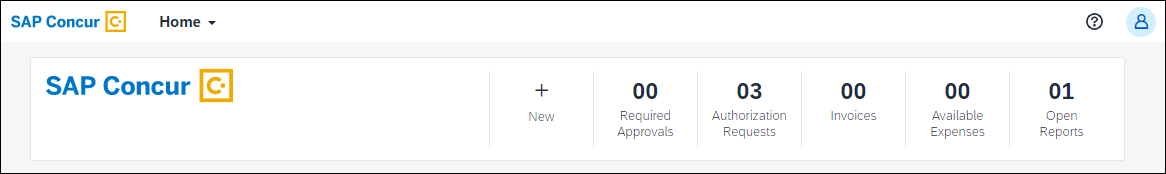 SAP Concur Home
SAP Concur
+ 00 03 00 00 01
New Required Authorization Invoices Available Open
Approvals Requests Expenses Reports